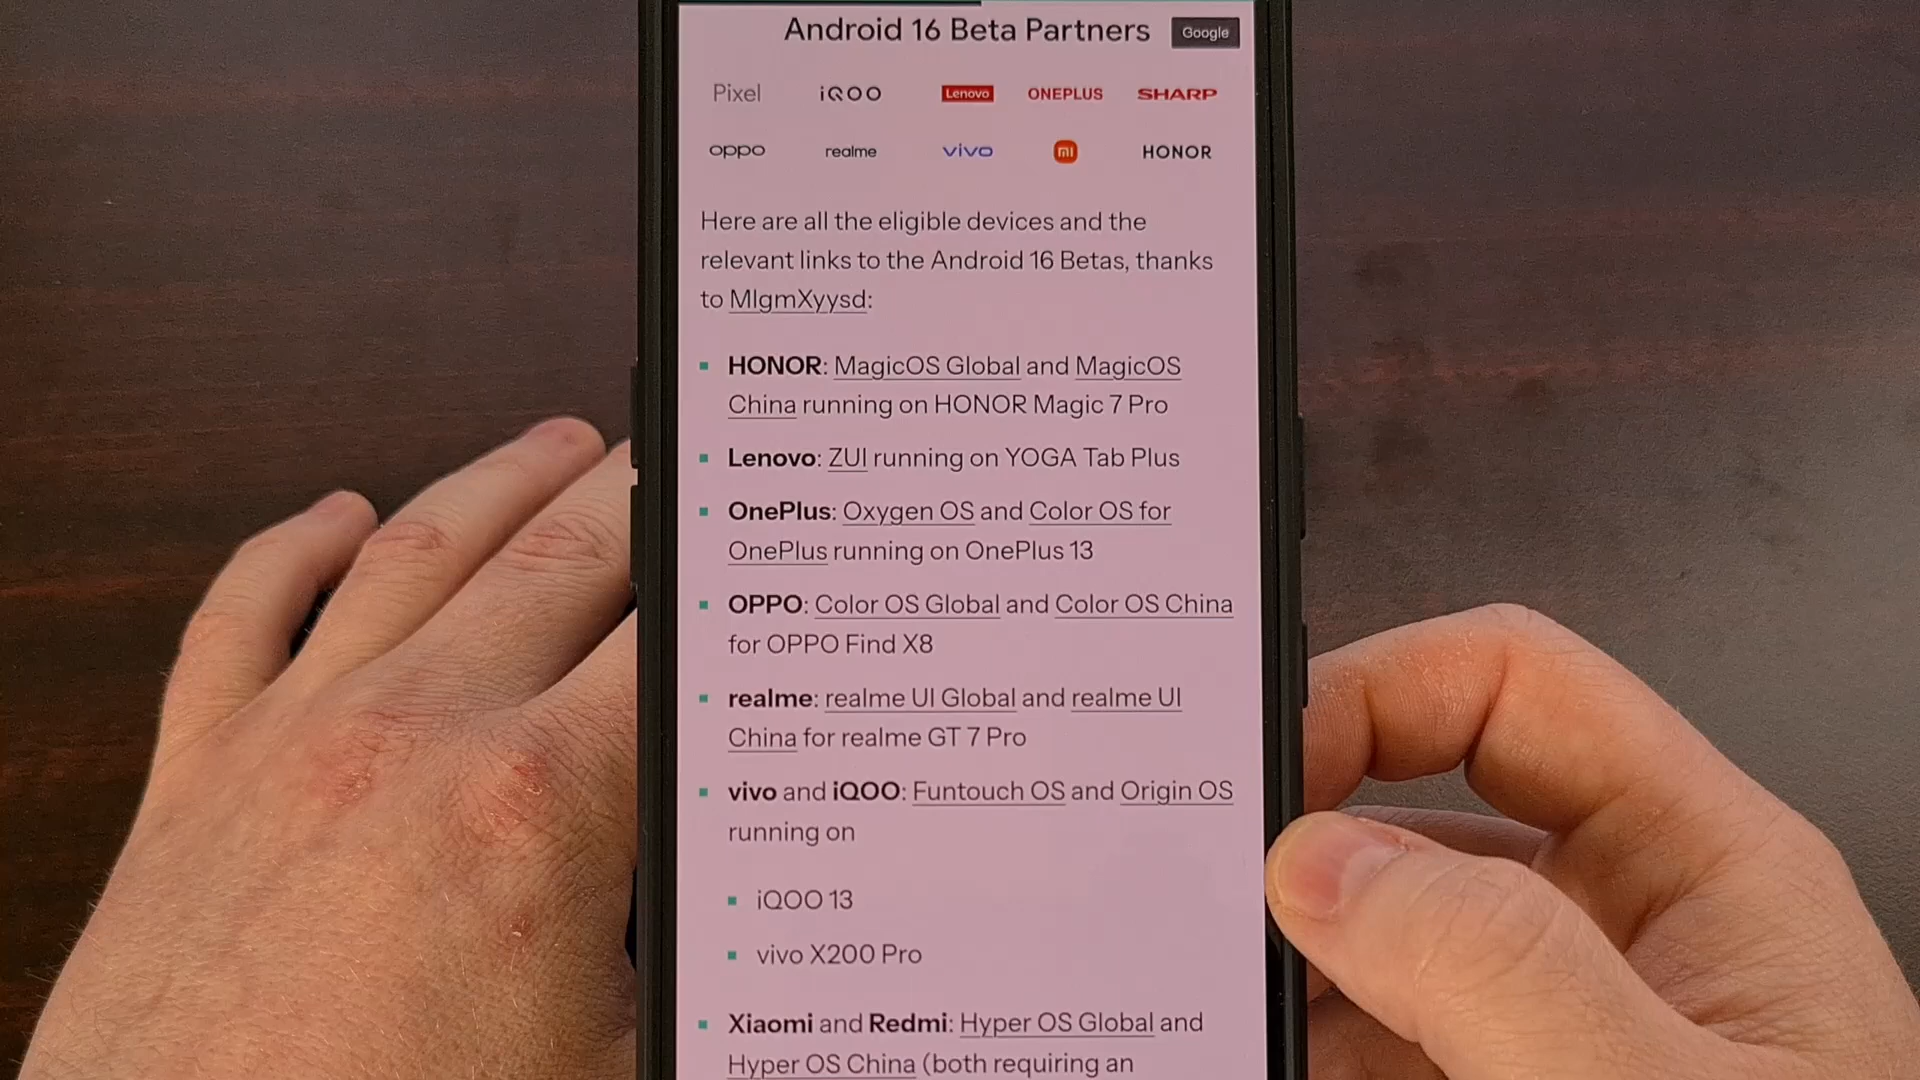 Android 16 Beta Partners
Google
Pixel iQOO Lenovo ONEPLUS SHARP
oppo realme vivo mi HONOR
Here are all the eligible devices and the
relevant links to the Android 16 Betas, thanks
to MlgmXyysd:
HONOR: MagicOS Global and MagicOS
China running on HONOR Magic 7 Pro
Lenovo: ZUI running on YOGA Tab Plus
OnePlus: Oxygen OS and Color OS for
OnePlus running on OnePlus 13
OPPO: Color OS Global and Color OS China
for OPPO Find X8
realme: realme UI Global and realme UI
China for realme GT 7 Pro
vivo and iQOO: Funtouch OS and Origin OS
running on
iQOO 13
vivo X200 Pro
Xiaomi and Redmi: Hyper OS Global and
Hyper OS China (both requiring an